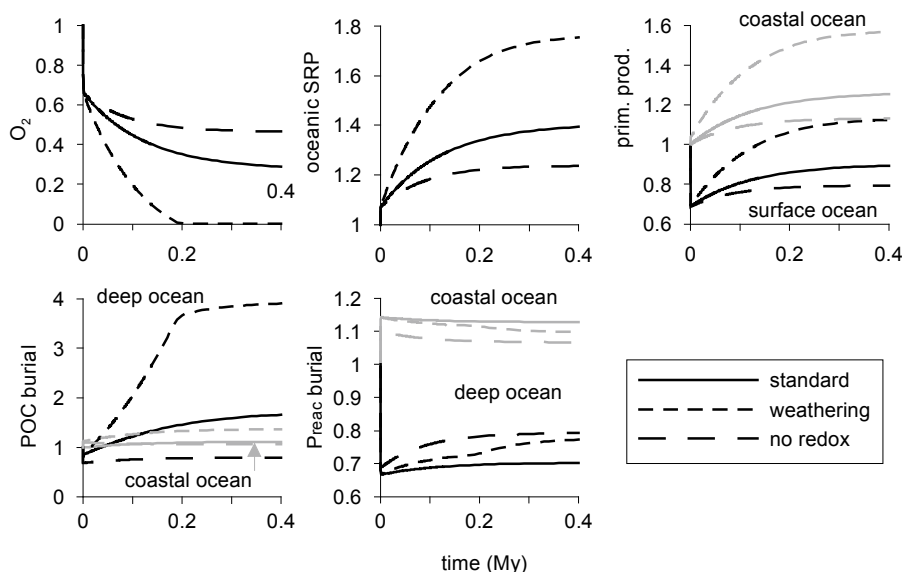 1
0.8
0.6
0.4
0.2
0
O2
0.4
0 0.2 0.4
1.8
1.6
1.4
1.2
1
oceanic SRP
0 0.2 0.4
coastal ocean
1.6
1.4
1.2
1.0
0.8
0.6
prim. prod.
surface ocean
0 0.2 0.4
deep ocean
4
3
2
1
0
POC burial
coastal ocean
0 0.2 0.4
1.2
1.1
1
0.9
0.8
0.7
0.6
Preac burial
coastal ocean
deep ocean
0 0.2 0.4
time (My)
standard
weathering
no redox